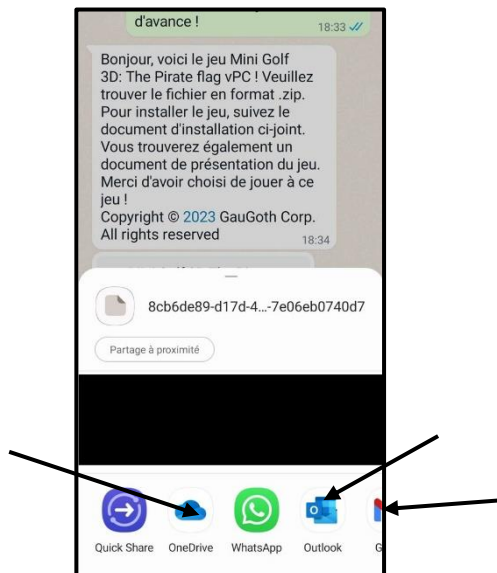 d'avance !
18:33
Bonjour, voici le jeu Mini Golf
3D: The Pirate flag vPC ! Veuillez
trouver le fichier en format .zip.
Pour installer le jeu, suivez le
document d'installation ci-joint.
Vous trouverez également un
document de présentation du jeu.
Merci d'avoir choisi de jouer à ce
jeu !
Copyright © 2023 GauGoth Corp.
All rights reserved
18:34
8cb6de89-d17d-4...-7e06eb0740d7
Partage à proximité
Quick Share OneDrive WhatsApp Outlook G